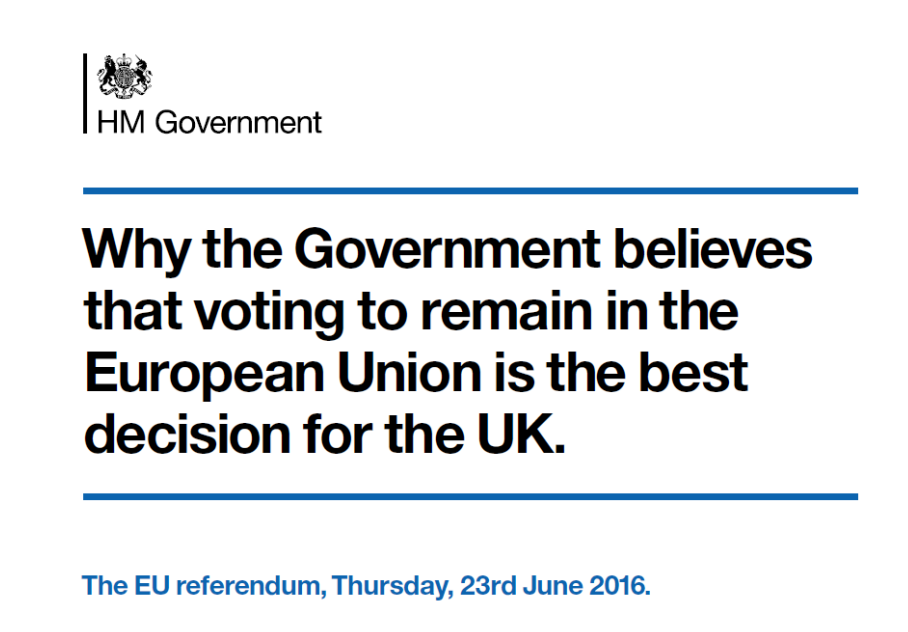 HM Government
Why the Government believes
that voting to remain in the
European Union is the best
decision for the UK.
The EU referendum, Thursday, 23rd June 2016.